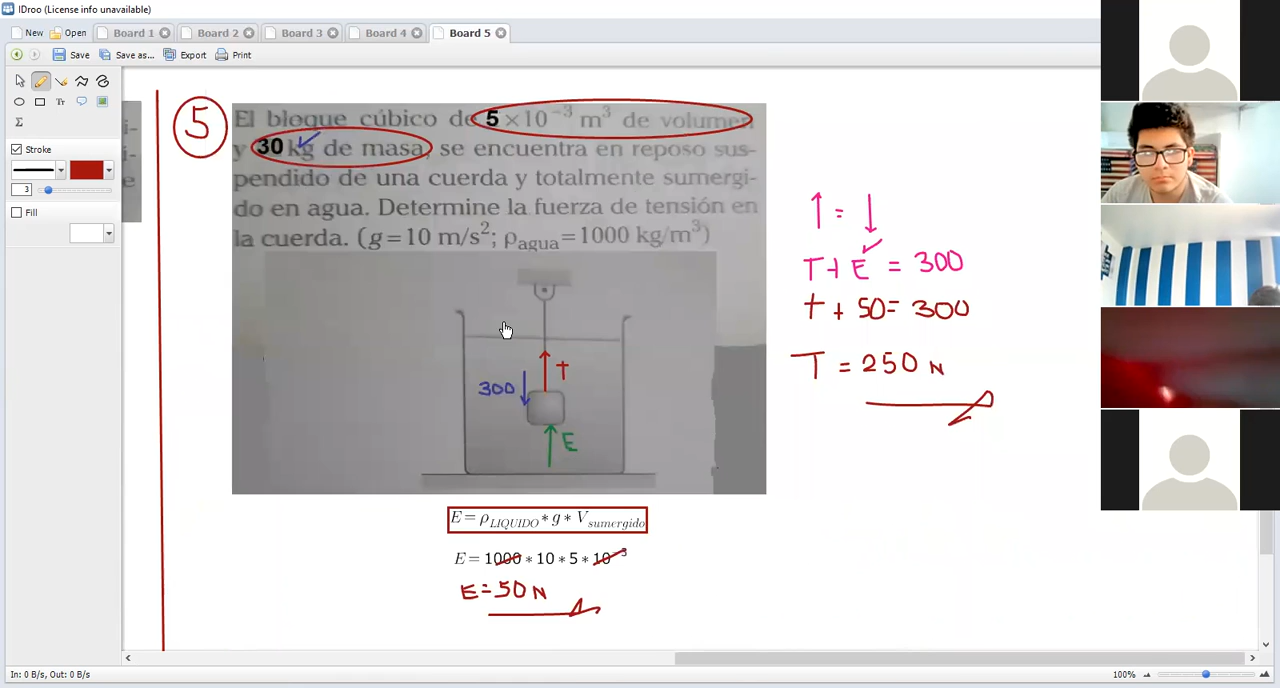 IDroo (License info unavailable)
New Open Board 1 Board 2 Board 3 Board 4 Board 5
Save Save as... Export Print
Tт
Σ
Stroke
3
Fill
5
El bloque cúbico de 5×10⁻³ m³ de volumen
y 30 kg de masa, se encuentra en reposo sus-
pendido de una cuerda y totalmente sumergi-
do en agua. Determine la fuerza de tensión en
la cuerda. (g=10 m/s²; ρagua=1000 kg/m³)
300
T
E
↑ = ↓
T+E = 300
T + 50 = 300
T = 250 N
E = ρLIQUIDO * g * Vsumergido
E = 1000 * 10 * 5 * 10⁻³
E = 50 N
In: 0 B/s, Out: 0 B/s
100%